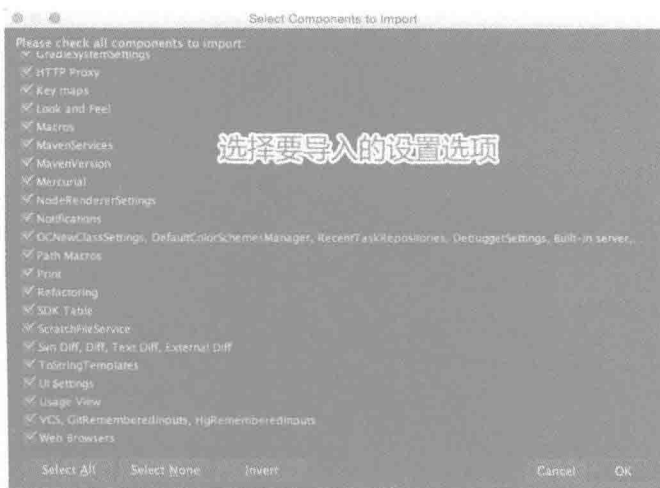 Select Components to Import
Please check all components to import:
GradleSystemSettings
HTTP Proxy
Key maps
Look and Feel
Macros
选择要导入的设置选项
MavenServices
MavenVersion
Mercurial
NodeRendererSettings
Notifications
OCNewClassSettings, DefaultColorSchemesManager, RecentTaskRepositories, DebuggerSettings, Built-in server,...
Path Macros
Print
Refactoring
SDK Table
ScratchFileService
Svn Diff, Diff, Text Diff, External Diff
ToStringTemplates
UI Settings
Usage View
VCS, GitRememberedInputs, HgRememberedInputs
Web Browsers
Select All Select None Invert Cancel OK